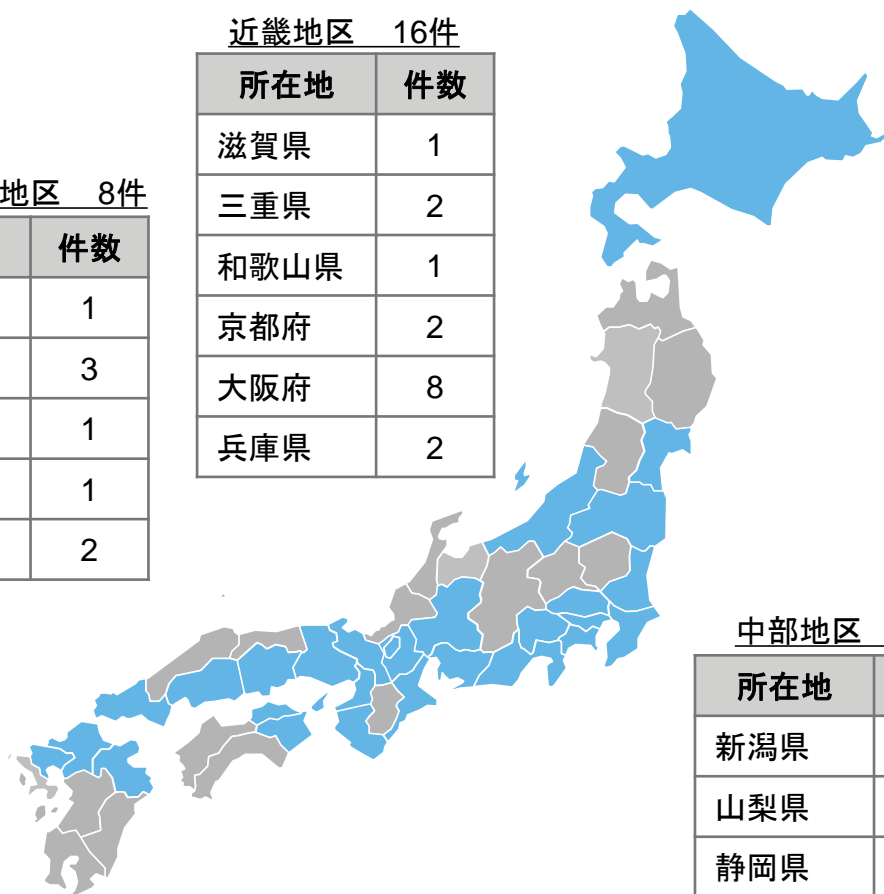 近畿地区 16件
所在地 件数
滋賀県 1
三重県 2
和歌山県 1
京都府 2
大阪府 8
兵庫県 2
地区 8件
件数
1
3
1
1
2
中部地区
所在地
新潟県
山梨県
静岡県